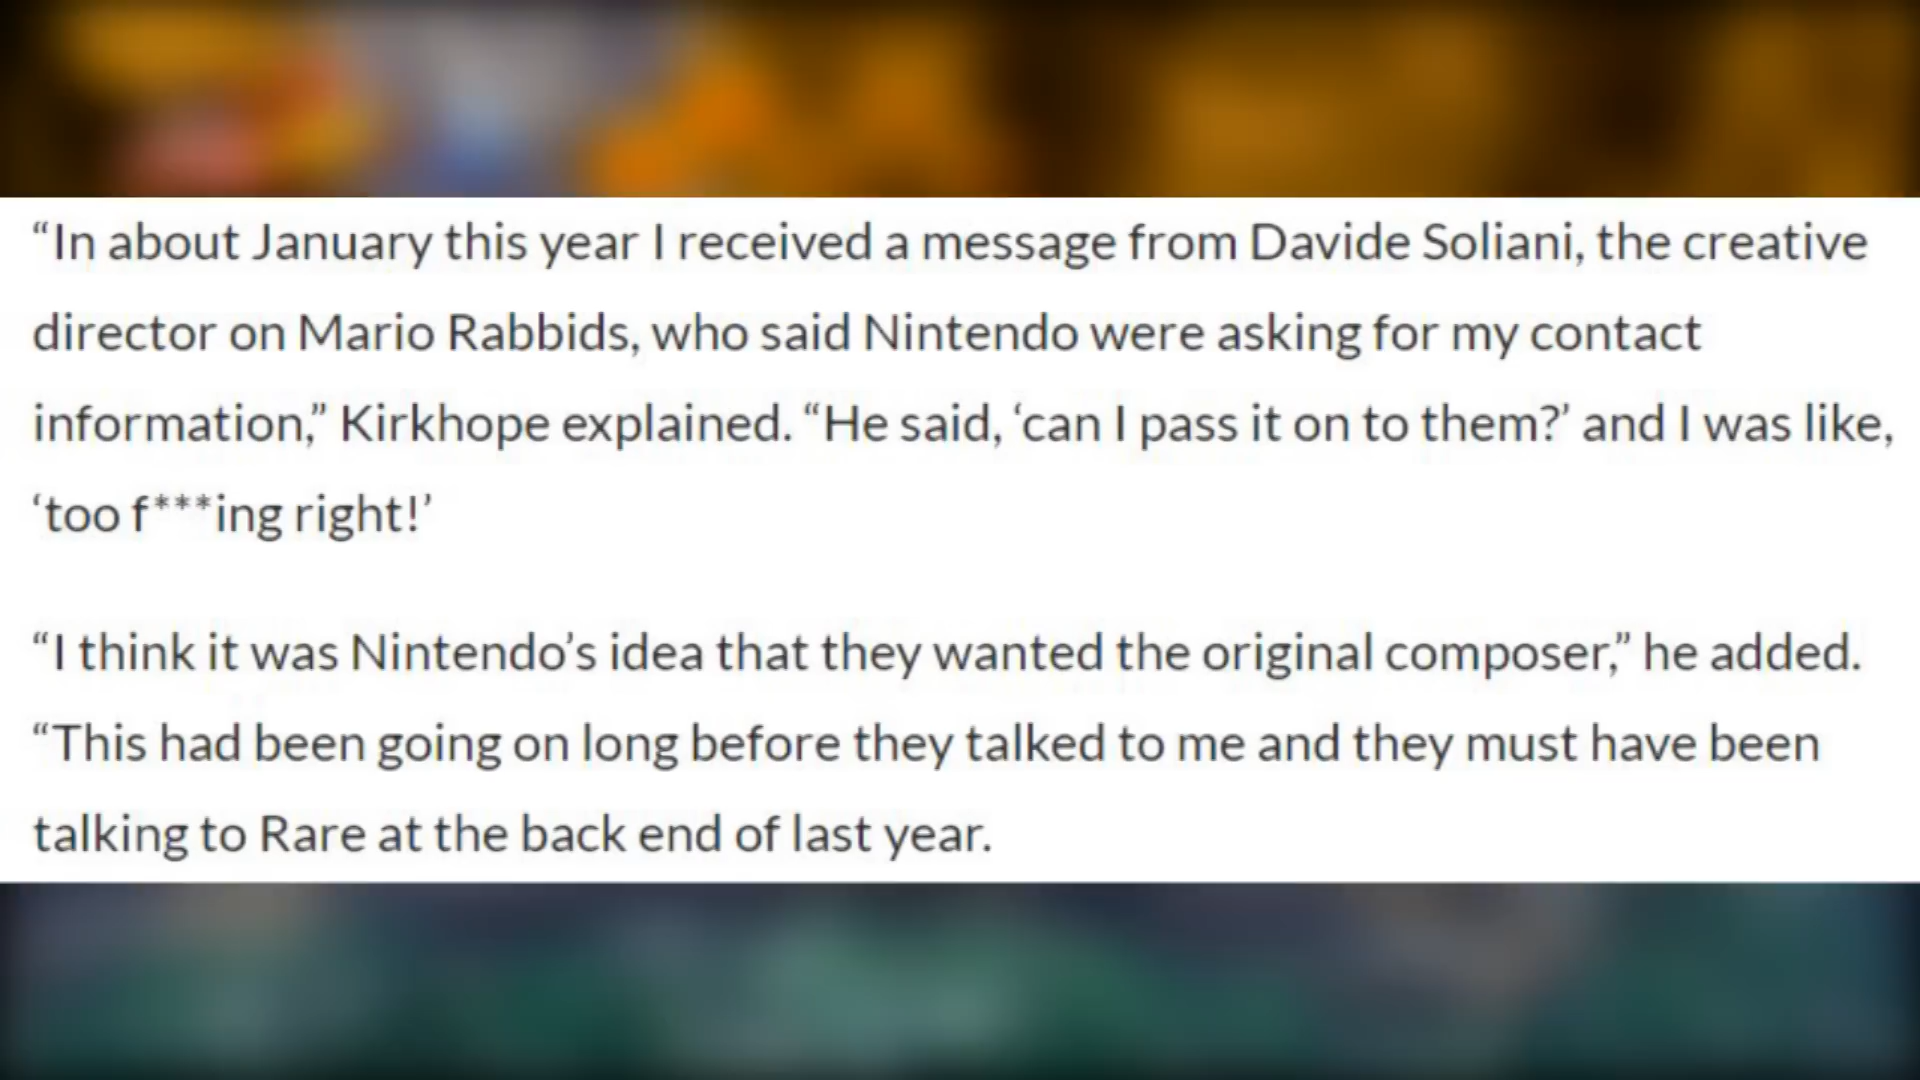 “In about January this year I received a message from Davide Soliani, the creative
director on Mario Rabbids, who said Nintendo were asking for my contact
information,” Kirkhope explained. “He said, ‘can I pass it on to them?’ and I was like,
‘too f***ing right!’
“I think it was Nintendo’s idea that they wanted the original composer,” he added.
“This had been going on long before they talked to me and they must have been
talking to Rare at the back end of last year.